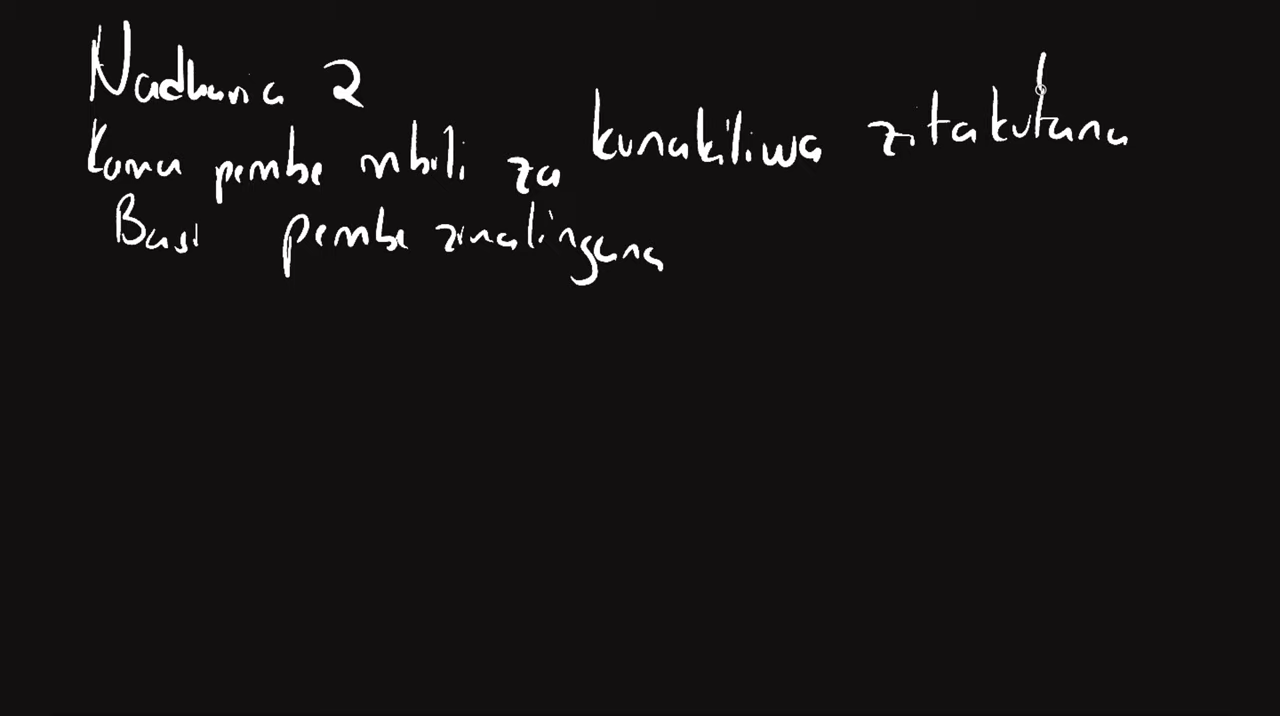 Nadharia 2
Kama pembe mbili za kunakiliwa zitakutana
Basi pembe zinalingana